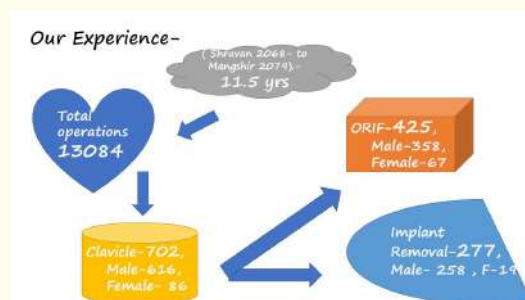 Our Experience-
( Shravan 2068- to
Mangshir 2079).-
11.5 yrs
Total
operations
13084
ORIF-425,
Male-358,
Female-67
Clavicle-702,
Male-616,
Female- 86
Implant
Removal-277,
Male- 258 , F-19